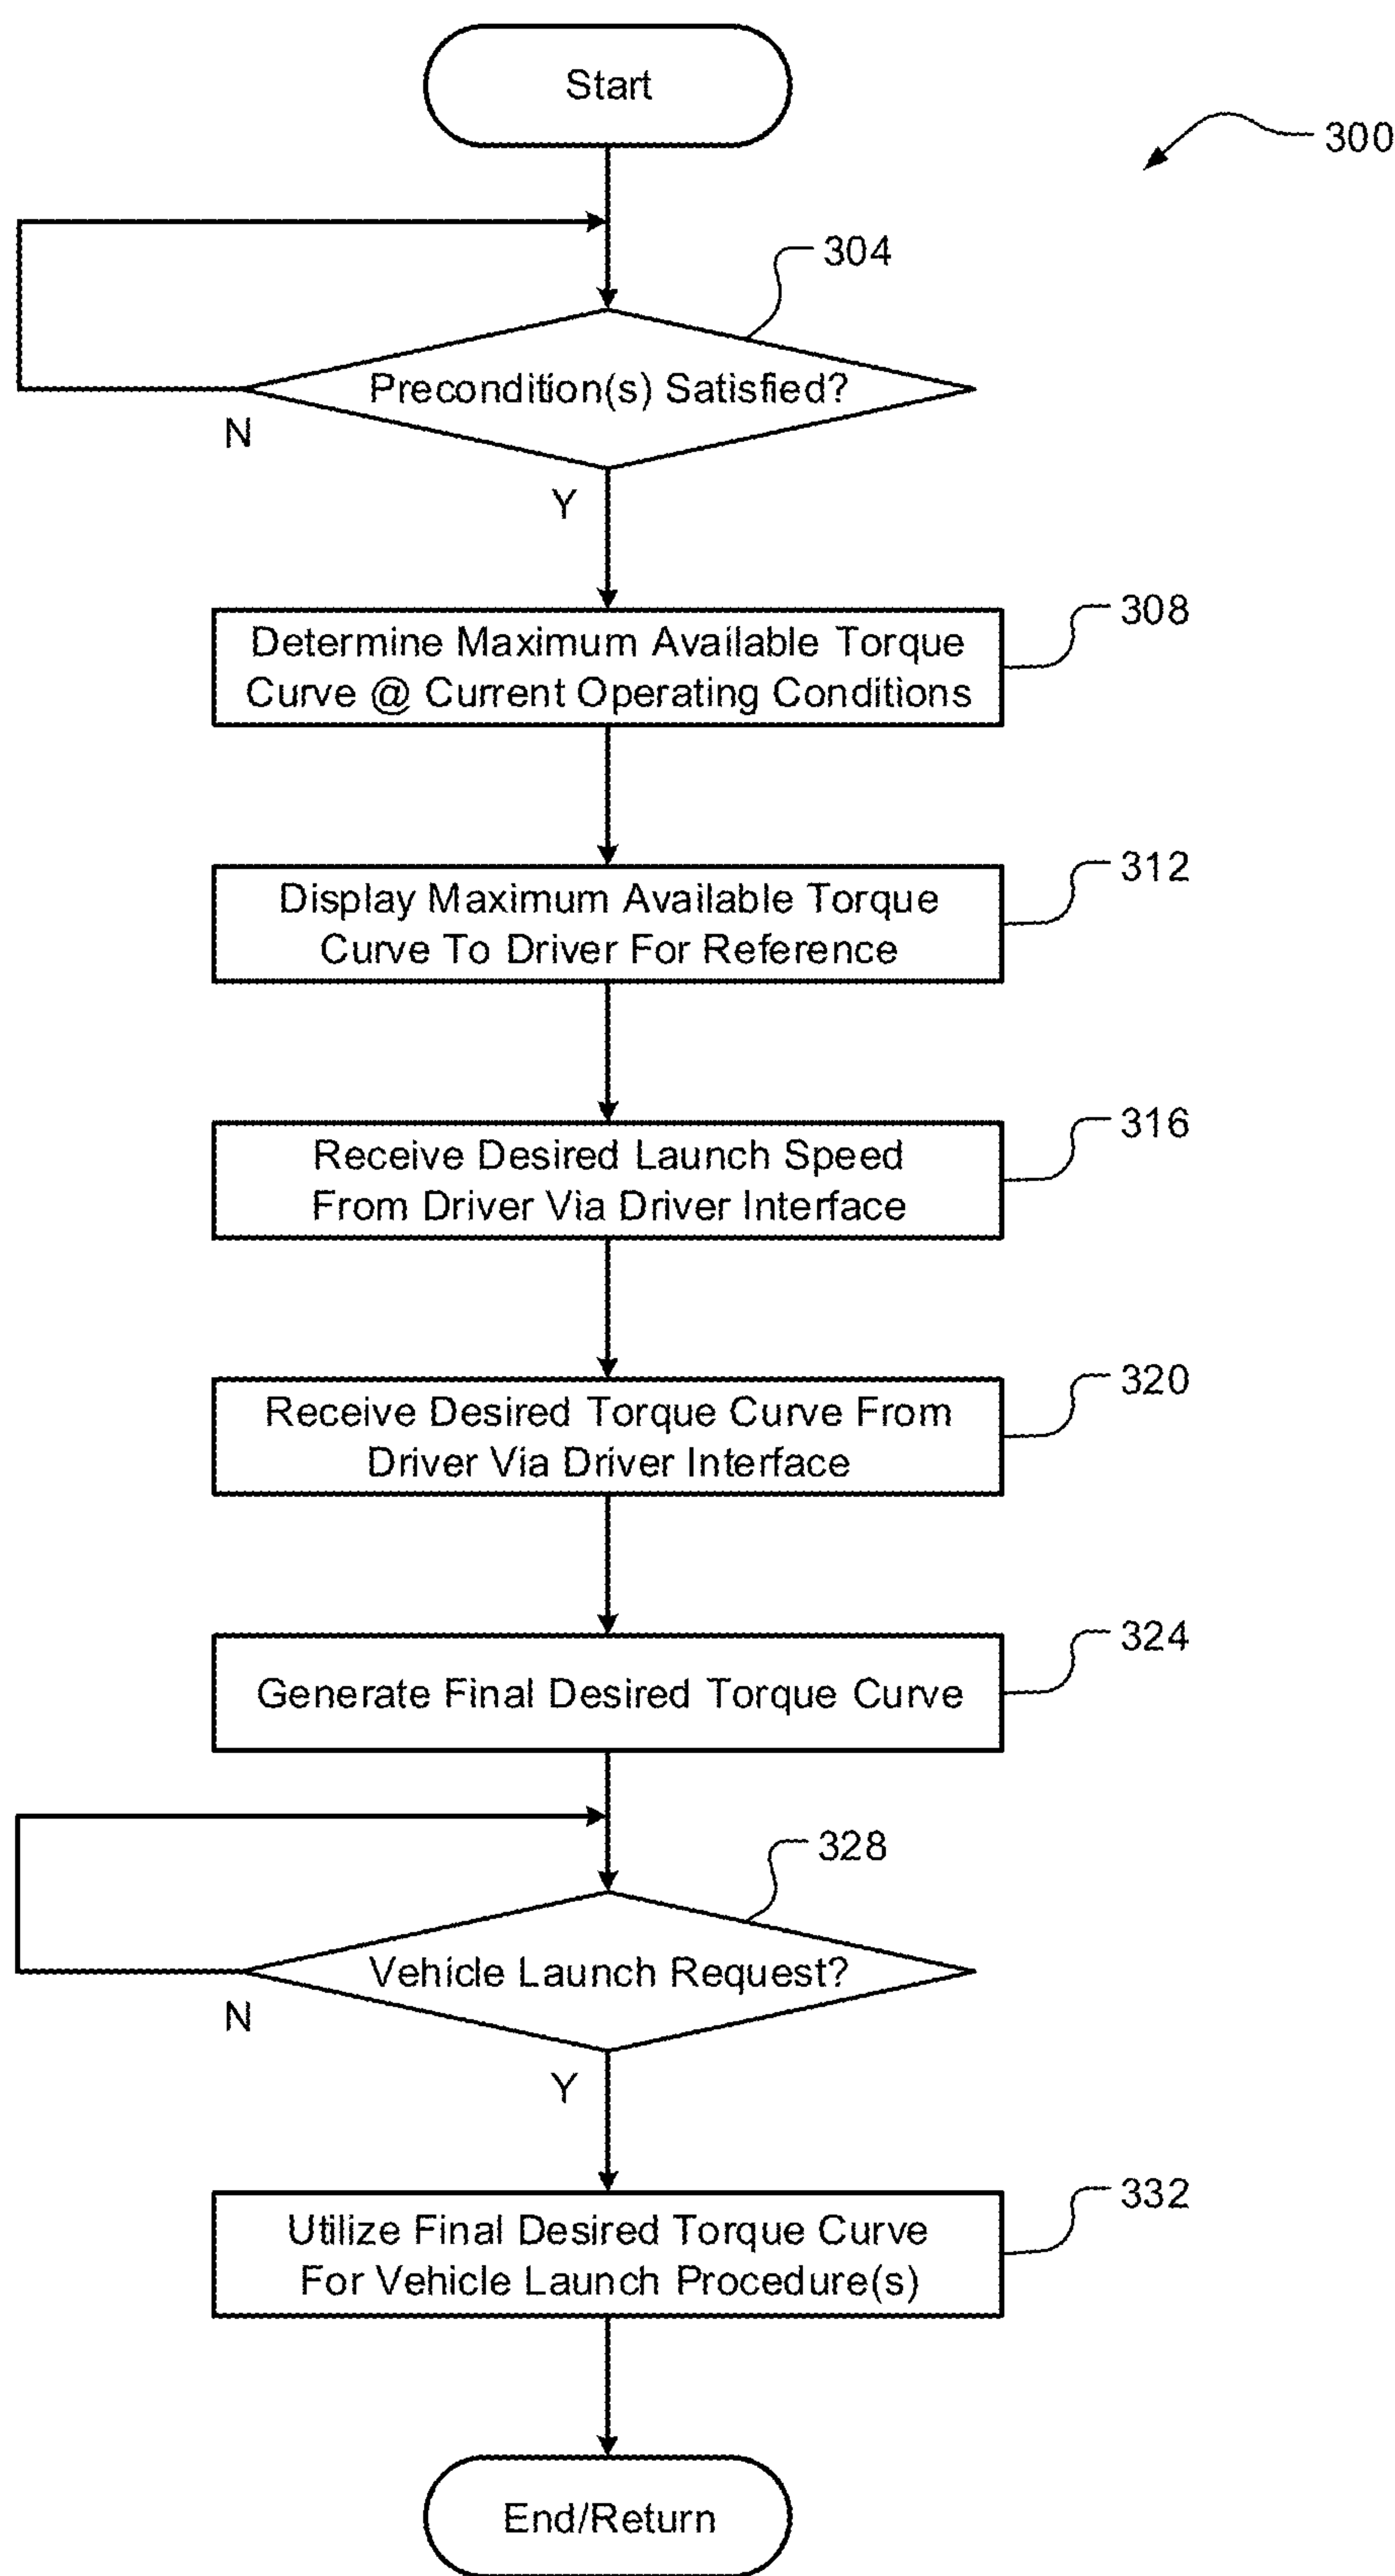 Start
300
304
Precondition(s) Satisfied?
N
Y
308
Determine Maximum Available Torque
Curve @ Current Operating Conditions
312
Display Maximum Available Torque
Curve To Driver For Reference
316
Receive Desired Launch Speed
From Driver Via Driver Interface
320
Receive Desired Torque Curve From
Driver Via Driver Interface
324
Generate Final Desired Torque Curve
328
Vehicle Launch Request?
N
Y
332
Utilize Final Desired Torque Curve
For Vehicle Launch Procedure(s)
End/Return